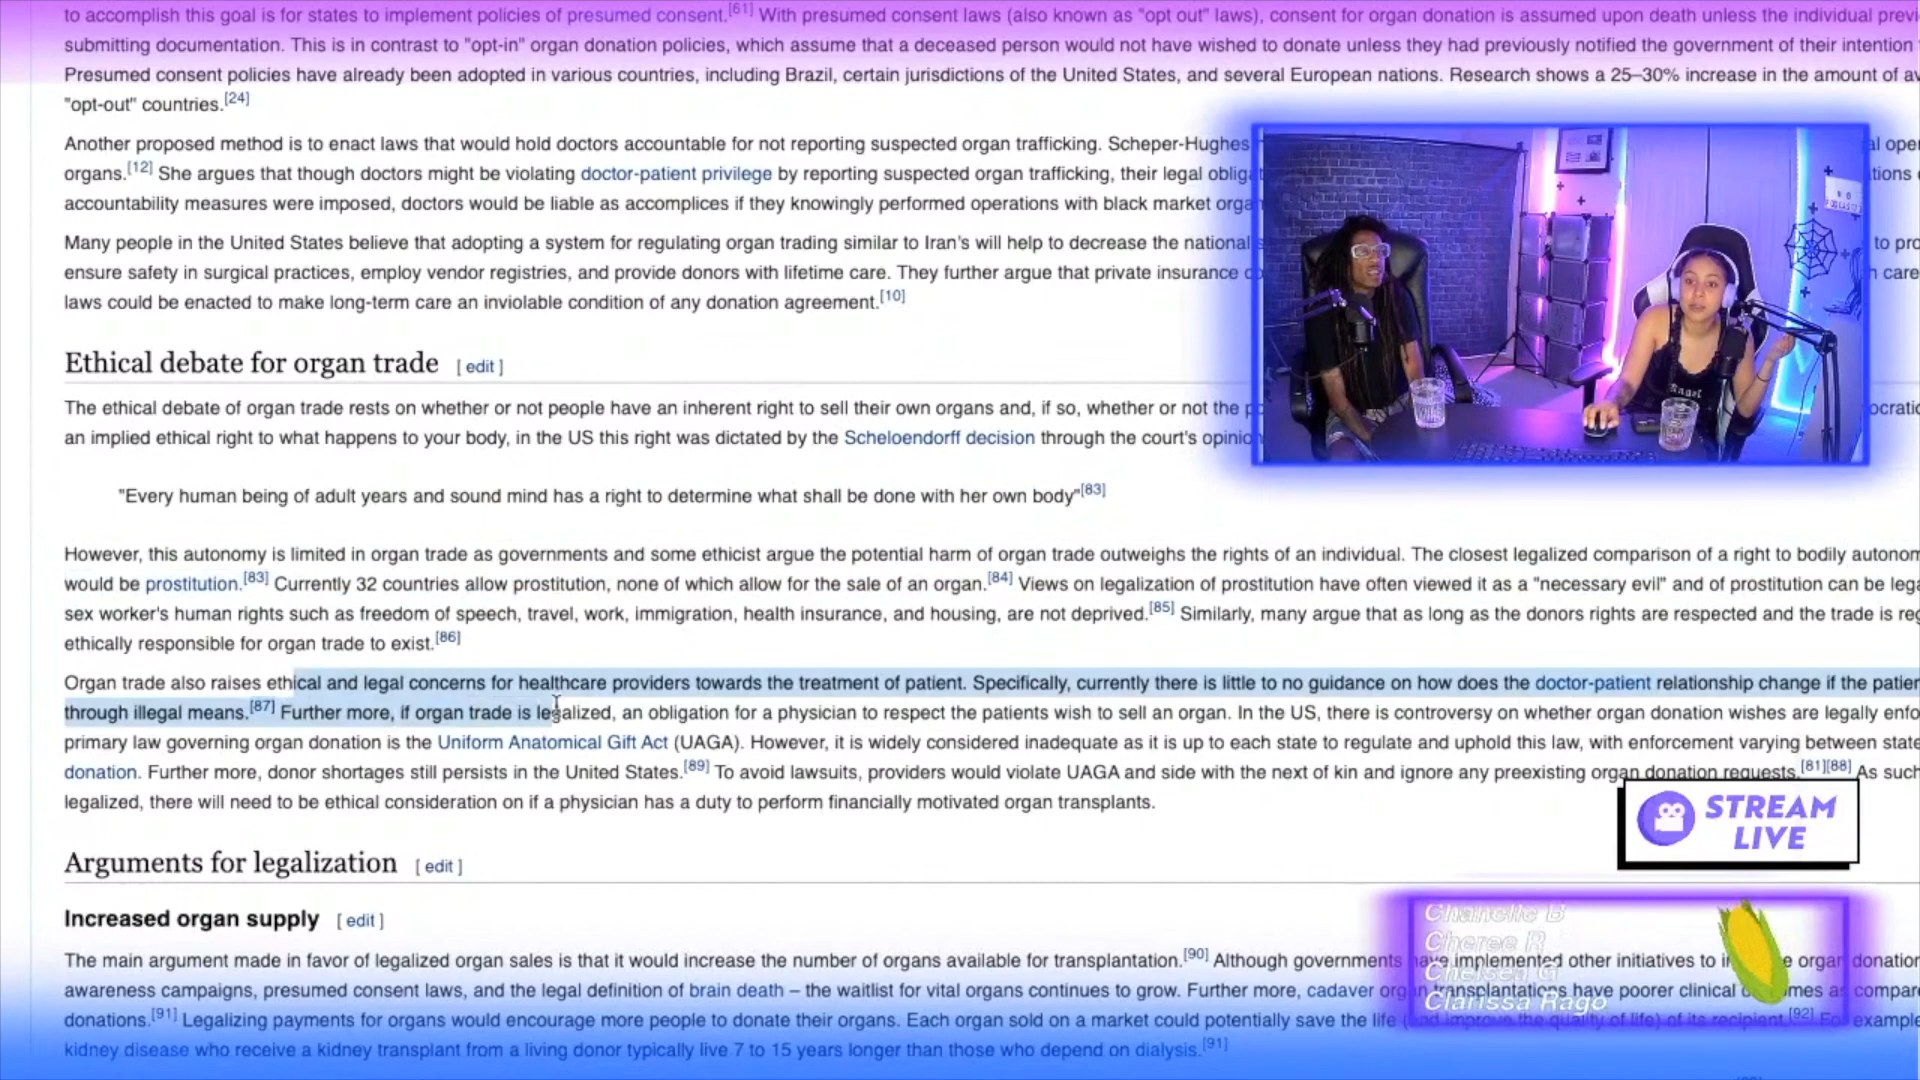 to accomplish this goal is for states to implement policies of presumed consent.[61] With presumed consent laws (also known as "opt out" laws), consent for organ donation is assumed upon death unless the individual previ
submitting documentation. This is in contrast to "opt-in" organ donation policies, which assume that a deceased person would not have wished to donate unless they had previously notified the government of their intention
Presumed consent policies have already been adopted in various countries, including Brazil, certain jurisdictions of the United States, and several European nations. Research shows a 25–30% increase in the amount of av
"opt-out" countries.[24]
Another proposed method is to enact laws that would hold doctors accountable for not reporting suspected organ trafficking. Scheper-Hughes al oper
organs.[12] She argues that though doctors might be violating doctor-patient privilege by reporting suspected organ trafficking, their legal obliga tions
accountability measures were imposed, doctors would be liable as accomplices if they knowingly performed operations with black market orga
Many people in the United States believe that adopting a system for regulating organ trading similar to Iran's will help to decrease the national to pro
ensure safety in surgical practices, employ vendor registries, and provide donors with lifetime care. They further argue that private insurance care
laws could be enacted to make long-term care an inviolable condition of any donation agreement.[10]
Ethical debate for organ trade [ edit ]
The ethical debate of organ trade rests on whether or not people have an inherent right to sell their own organs and, if so, whether or not the ocratic
an implied ethical right to what happens to your body, in the US this right was dictated by the Scheloendorff decision through the court's opinion
"Every human being of adult years and sound mind has a right to determine what shall be done with her own body"[83]
However, this autonomy is limited in organ trade as governments and some ethicist argue the potential harm of organ trade outweighs the rights of an individual. The closest legalized comparison of a right to bodily autonom
would be prostitution.[83] Currently 32 countries allow prostitution, none of which allow for the sale of an organ.[84] Views on legalization of prostitution have often viewed it as a "necessary evil" and of prostitution can be lega
sex worker's human rights such as freedom of speech, travel, work, immigration, health insurance, and housing, are not deprived.[85] Similarly, many argue that as long as the donors rights are respected and the trade is reg
ethically responsible for organ trade to exist.[86]
Organ trade also raises ethical and legal concerns for healthcare providers towards the treatment of patient. Specifically, currently there is little to no guidance on how does the doctor-patient relationship change if the patien
through illegal means.[87] Further more, if organ trade is legalized, an obligation for a physician to respect the patients wish to sell an organ. In the US, there is controversy on whether organ donation wishes are legally enfo
primary law governing organ donation is the Uniform Anatomical Gift Act (UAGA). However, it is widely considered inadequate as it is up to each state to regulate and uphold this law, with enforcement varying between state
donation. Further more, donor shortages still persists in the United States.[89] To avoid lawsuits, providers would violate UAGA and side with the next of kin and ignore any preexisting organ donation requests.[81][88] As such
legalized, there will need to be ethical consideration on if a physician has a duty to perform financially motivated organ transplants.
STREAM
LIVE
Arguments for legalization [ edit ]
Increased organ supply [ edit ]
Chanelle B
Cheree R
Chelsea G
Clarissa Rago
The main argument made in favor of legalized organ sales is that it would increase the number of organs available for transplantation.[90] Although governments have implemented other initiatives to organ donation
awareness campaigns, presumed consent laws, and the legal definition of brain death – the waitlist for vital organs continues to grow. Further more, cadaver organ transplantations have poorer clinical as compare
donations.[91] Legalizing payments for organs would encourage more people to donate their organs. Each organ sold on a market could potentially save the life (and improve the quality of life) of its recipient.[92] For example
kidney disease who receive a kidney transplant from a living donor typically live 7 to 15 years longer than those who depend on dialysis.[91]